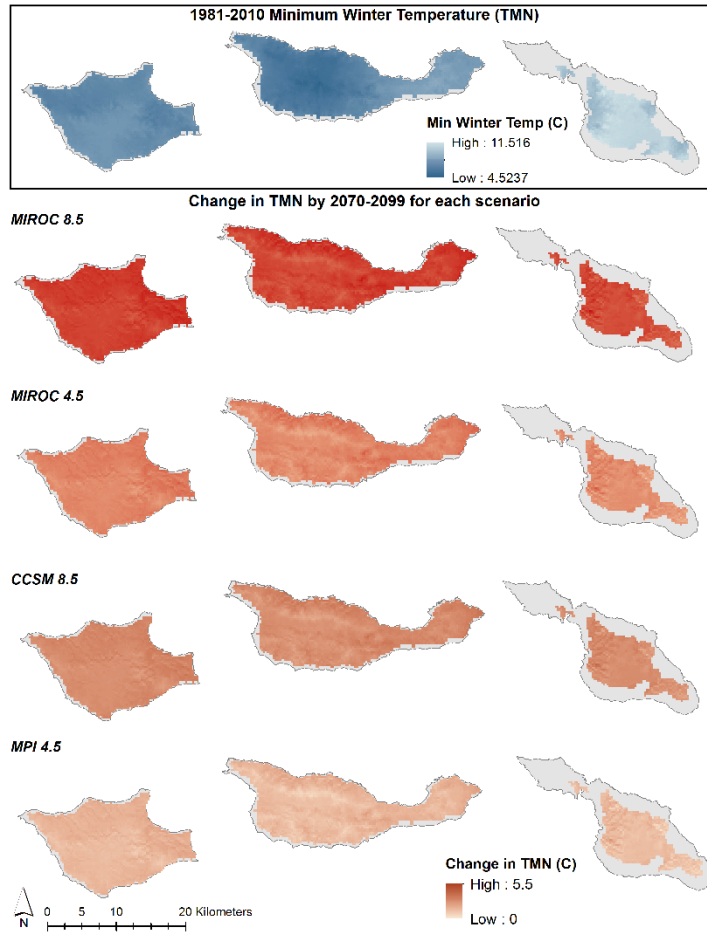 1981-2010 Minimum Winter Temperature (TMN)
Min Winter Temp (C)
High : 11.516
Low : 4.5237
Change in TMN by 2070-2099 for each scenario
MIROC 8.5
MIROC 4.5
CCSM 8.5
MPI 4.5
Change in TMN (C)
High : 5.5
Low : 0
N
0 5 10 20 Kilometers